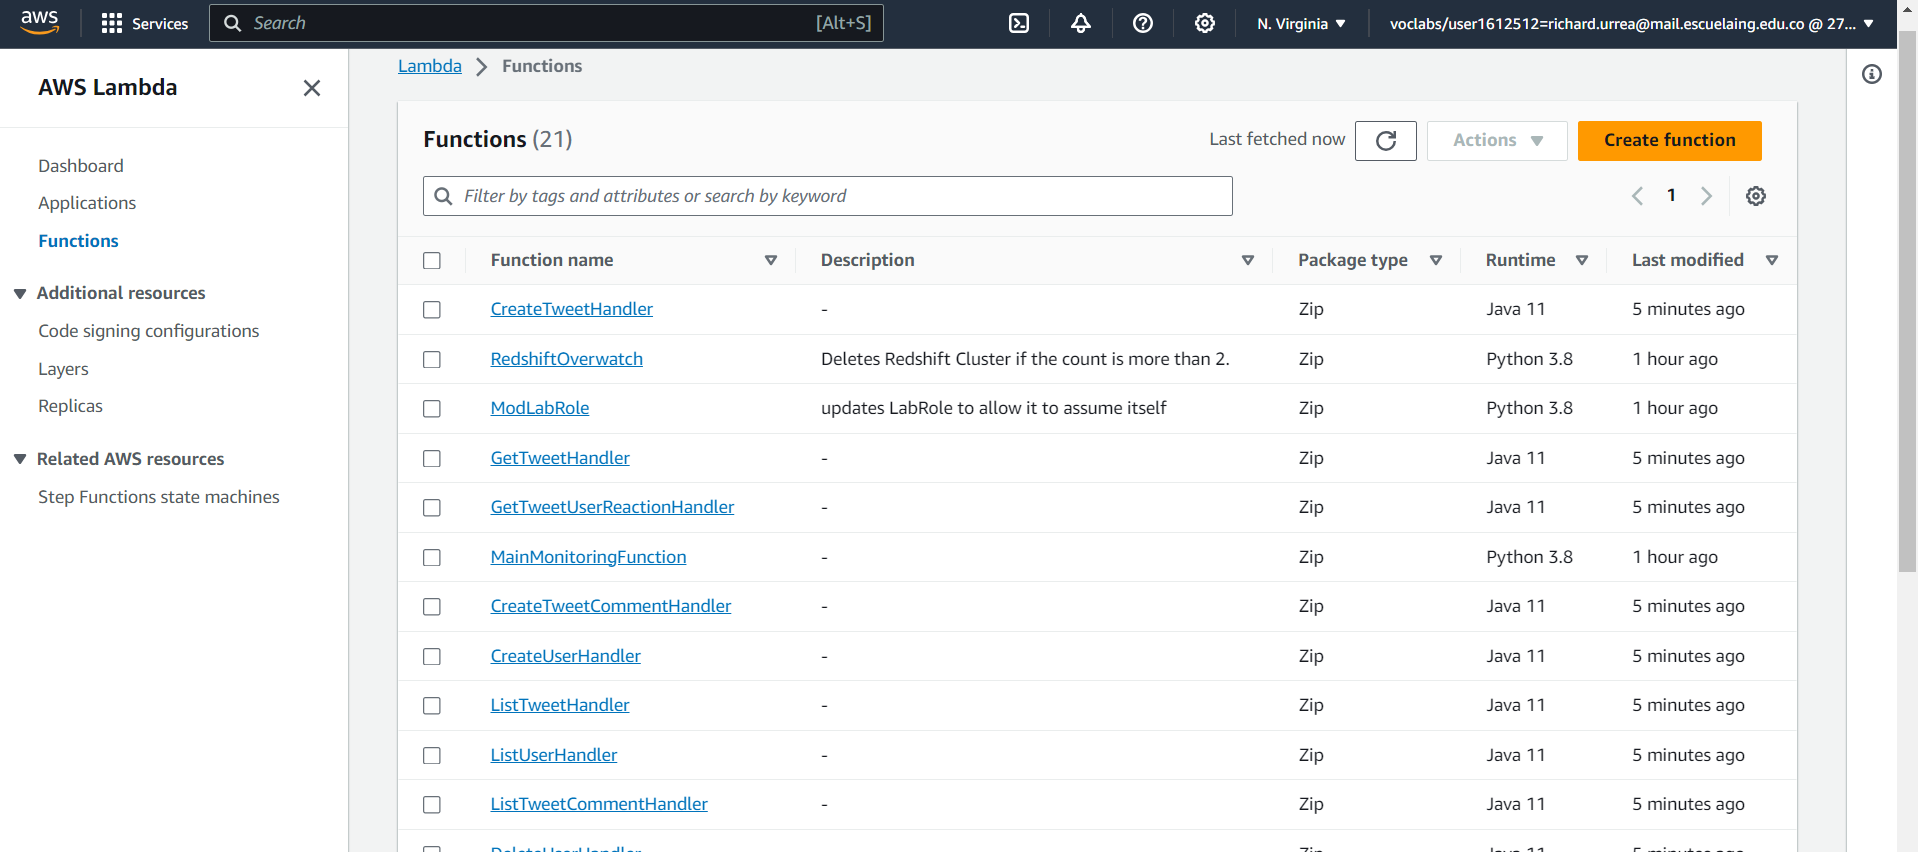 aws Services Search [Alt+S] N. Virginia voclabs/user1612512=richard.urrea@mail.escuelaing.edu.co @ 27...
AWS Lambda
Dashboard
Applications
Functions
Additional resources
Code signing configurations
Layers
Replicas
Related AWS resources
Step Functions state machines
Lambda Functions
Functions (21) Last fetched now Actions Create function
Filter by tags and attributes or search by keyword 1
Function name Description Package type Runtime Last modified
CreateTweetHandler - Zip Java 11 5 minutes ago
RedshiftOverwatch Deletes Redshift Cluster if the count is more than 2. Zip Python 3.8 1 hour ago
ModLabRole updates LabRole to allow it to assume itself Zip Python 3.8 1 hour ago
GetTweetHandler - Zip Java 11 5 minutes ago
GetTweetUserReactionHandler - Zip Java 11 5 minutes ago
MainMonitoringFunction - Zip Python 3.8 1 hour ago
CreateTweetCommentHandler - Zip Java 11 5 minutes ago
CreateUserHandler - Zip Java 11 5 minutes ago
ListTweetHandler - Zip Java 11 5 minutes ago
ListUserHandler - Zip Java 11 5 minutes ago
ListTweetCommentHandler - Zip Java 11 5 minutes ago
DeleteUserHandler Zip Java 11 5 minutes ago